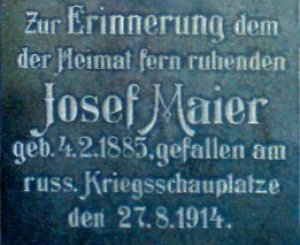 Zur Erinnerung dem
der Heimat fern ruhenden
Josef Maier
geb. 4.2.1885, gefallen am
russ. Kriegsschauplatze
den 27.8.1914.